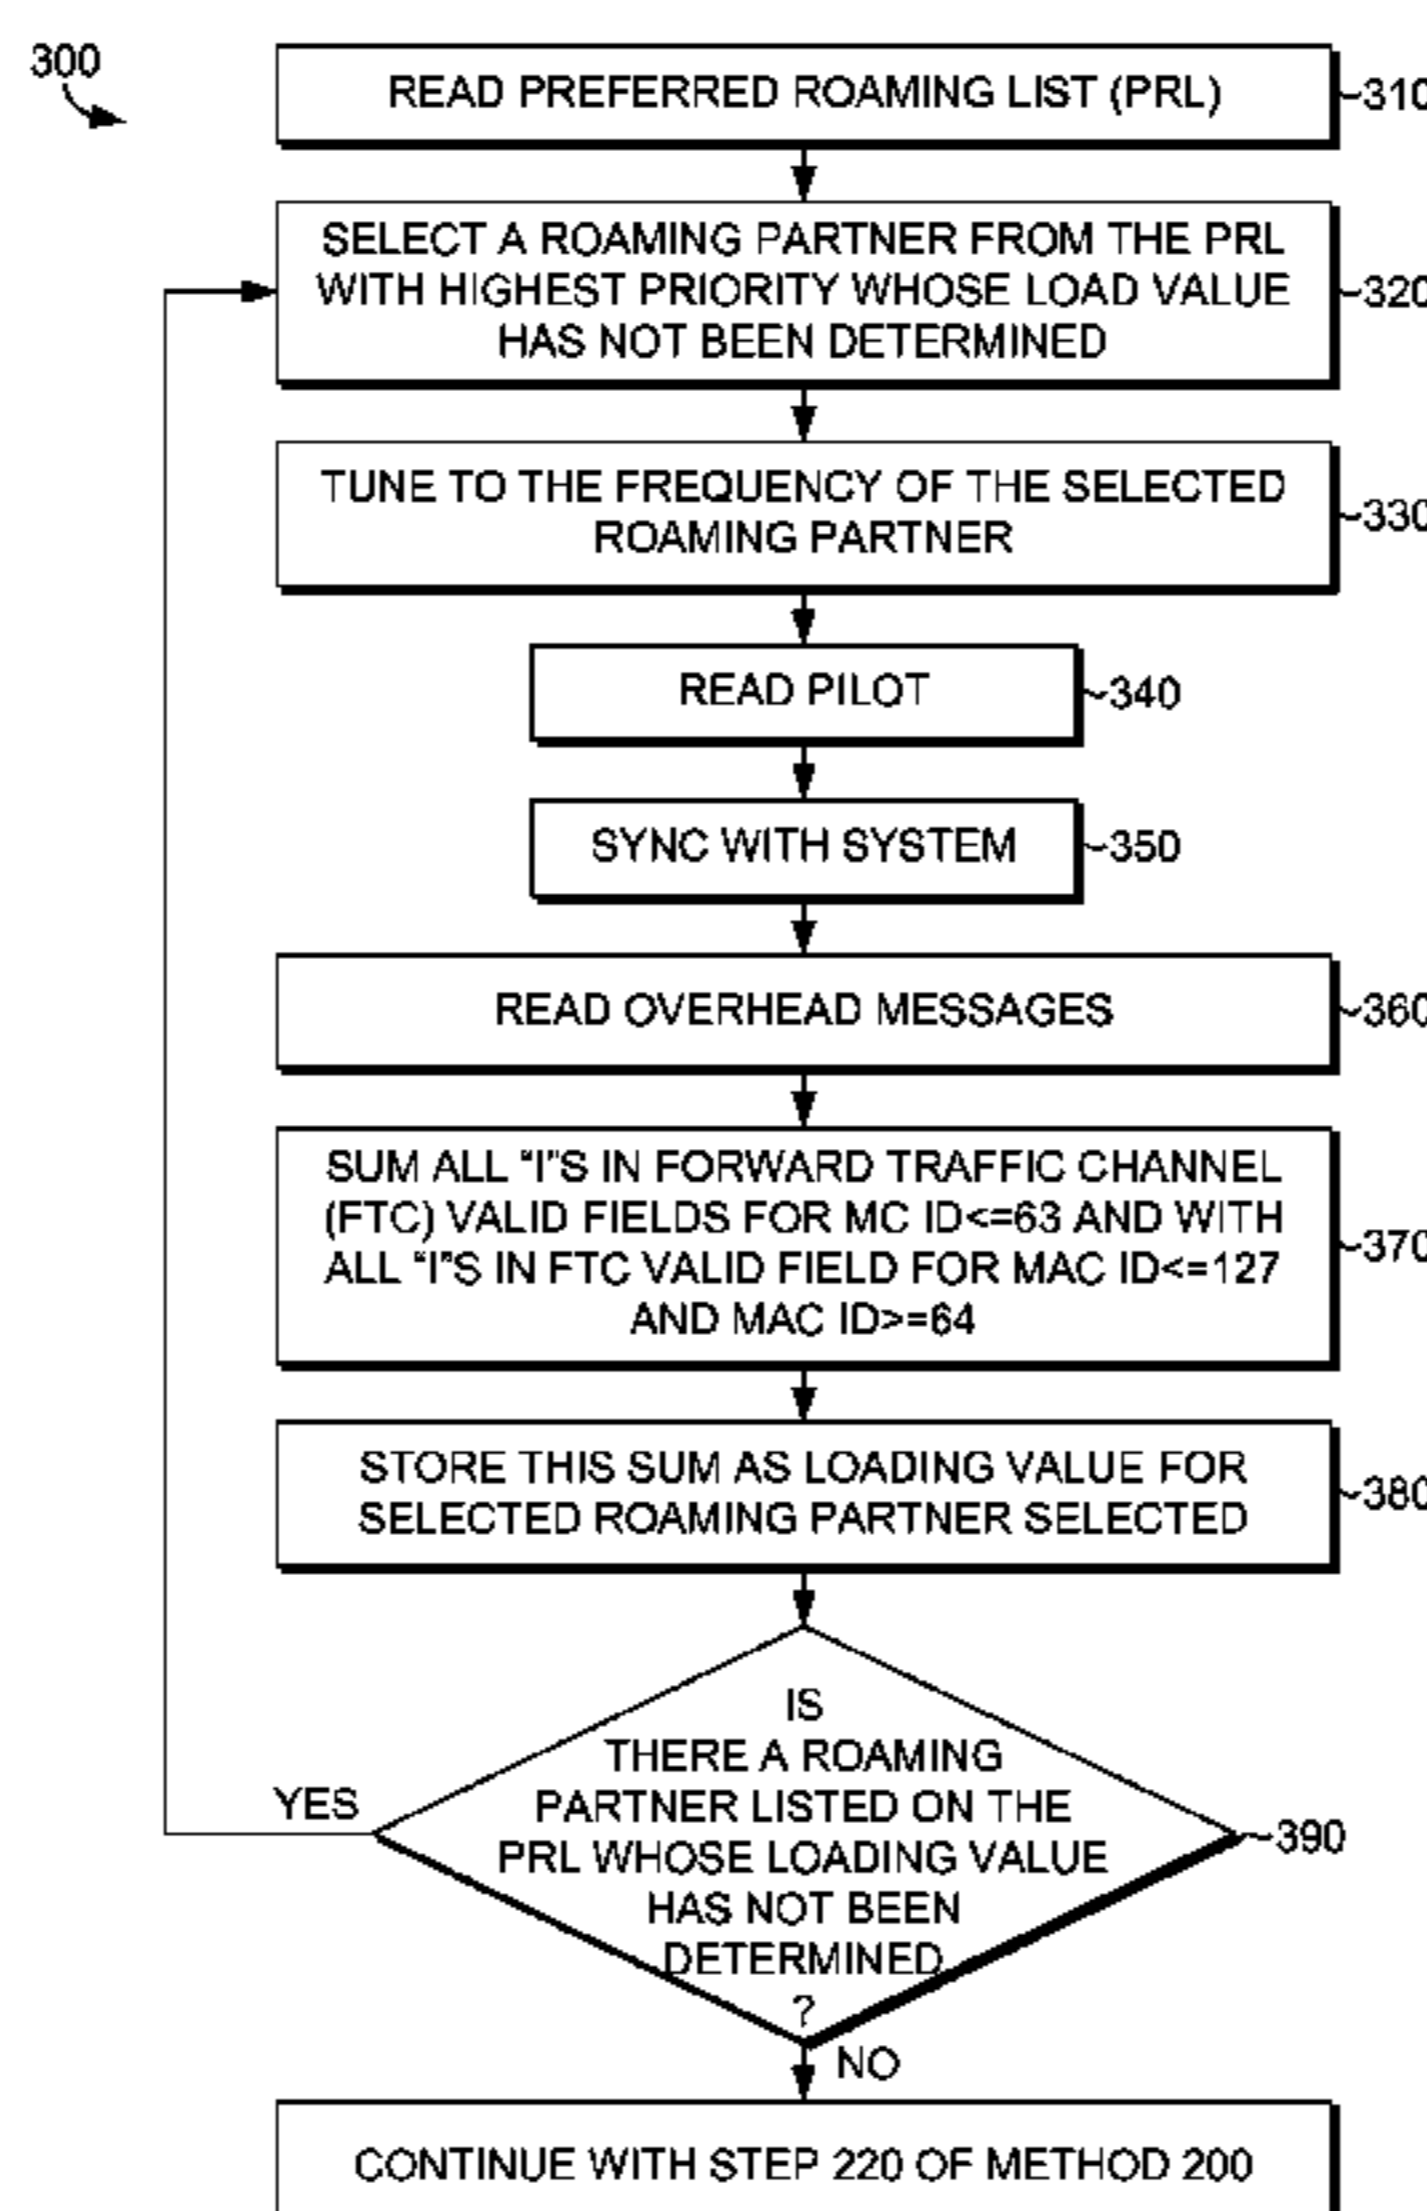 300
READ PREFERRED ROAMING LIST (PRL)
310
SELECT A ROAMING PARTNER FROM THE PRL
WITH HIGHEST PRIORITY WHOSE LOAD VALUE
HAS NOT BEEN DETERMINED
320
TUNE TO THE FREQUENCY OF THE SELECTED
ROAMING PARTNER
330
READ PILOT
340
SYNC WITH SYSTEM
350
READ OVERHEAD MESSAGES
360
SUM ALL “I”S IN FORWARD TRAFFIC CHANNEL
(FTC) VALID FIELDS FOR MC ID<=63 AND WITH
ALL “I”S IN FTC VALID FIELD FOR MAC ID<=127
AND MAC ID>=64
370
STORE THIS SUM AS LOADING VALUE FOR
SELECTED ROAMING PARTNER SELECTED
380
IS
THERE A ROAMING
PARTNER LISTED ON THE
PRL WHOSE LOADING VALUE
HAS NOT BEEN
DETERMINED
?
390
YES
NO
CONTINUE WITH STEP 220 OF METHOD 200